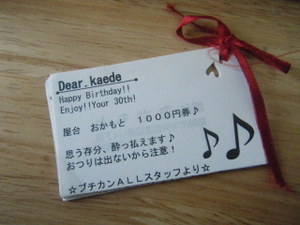 Dear.kaede
Happy Birthday!!
Enjoy!!Your 30th!
屋台 おかもと 1000円券♪
思う存分、酔っ払えます♪
おつりは出ないから注意!
☆プチカンALLスタッフより☆